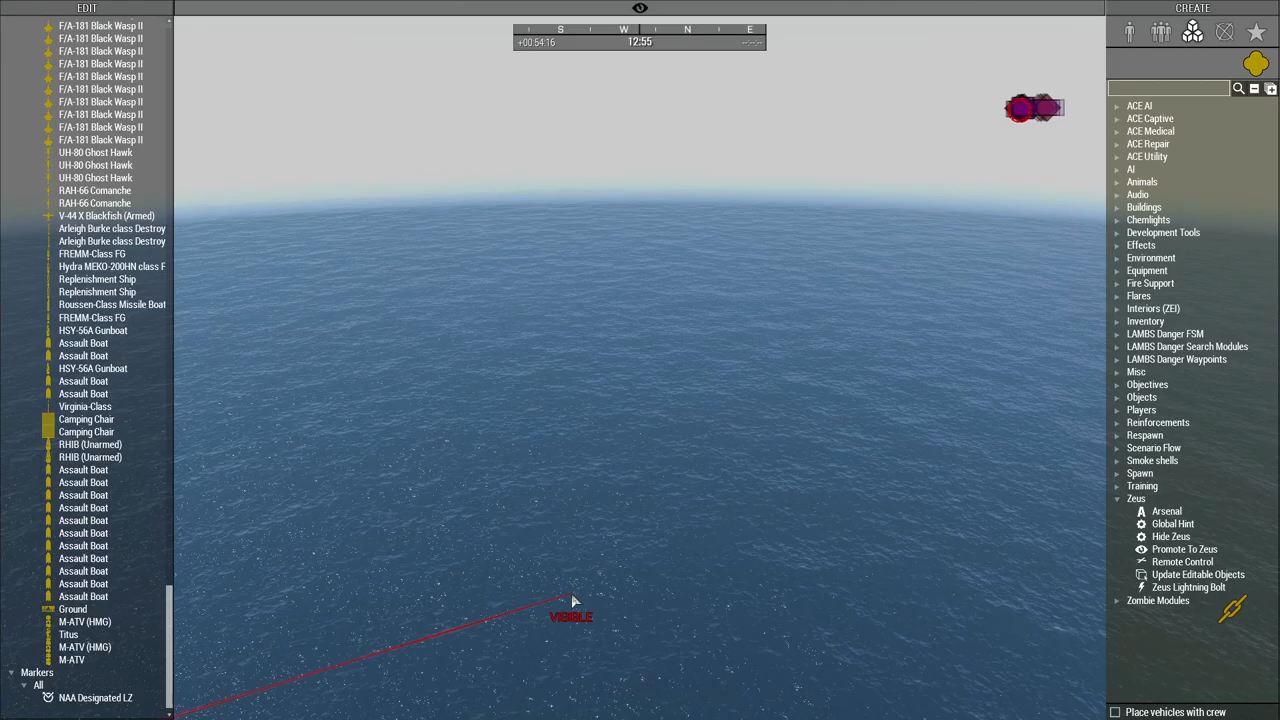 EDIT
F/A-181 Black Wasp II
F/A-181 Black Wasp II
F/A-181 Black Wasp II
F/A-181 Black Wasp II
F/A-181 Black Wasp II
F/A-181 Black Wasp II
F/A-181 Black Wasp II
F/A-181 Black Wasp II
F/A-181 Black Wasp II
F/A-181 Black Wasp II
UH-80 Ghost Hawk
UH-80 Ghost Hawk
UH-80 Ghost Hawk
RAH-66 Comanche
RAH-66 Comanche
V-44 X Blackfish (Armed)
Arleigh Burke class Destroy
Arleigh Burke class Destroy
FREMM-Class FG
Hydra MEKO-200HN class F
Replenishment Ship
Replenishment Ship
Roussen-Class Missile Boat
FREMM-Class FG
HSY-56A Gunboat
Assault Boat
Assault Boat
HSY-56A Gunboat
Assault Boat
Assault Boat
Virginia-Class
Camping Chair
Camping Chair
RHIB (Unarmed)
RHIB (Unarmed)
Assault Boat
Assault Boat
Assault Boat
Assault Boat
Assault Boat
Assault Boat
Assault Boat
Assault Boat
Assault Boat
Assault Boat
Assault Boat
Ground
M-ATV (HMG)
Titus
M-ATV (HMG)
M-ATV
Markers
All
NAA Designated LZ
S W N E
+00:54:16 12:55 --:--:--
VISIBLE
CREATE
ACE AI
ACE Captive
ACE Medical
ACE Repair
ACE Utility
AI
Animals
Audio
Buildings
Chemlights
Development Tools
Effects
Environment
Equipment
Fire Support
Flares
Interiors (ZEI)
Inventory
LAMBS Danger FSM
LAMBS Danger Search Modules
LAMBS Danger Waypoints
Misc
Objectives
Objects
Players
Reinforcements
Respawn
Scenario Flow
Smoke shells
Spawn
Training
Zeus
Arsenal
Global Hint
Hide Zeus
Promote To Zeus
Remote Control
Update Editable Objects
Zeus Lightning Bolt
Zombie Modules
Place vehicles with crew